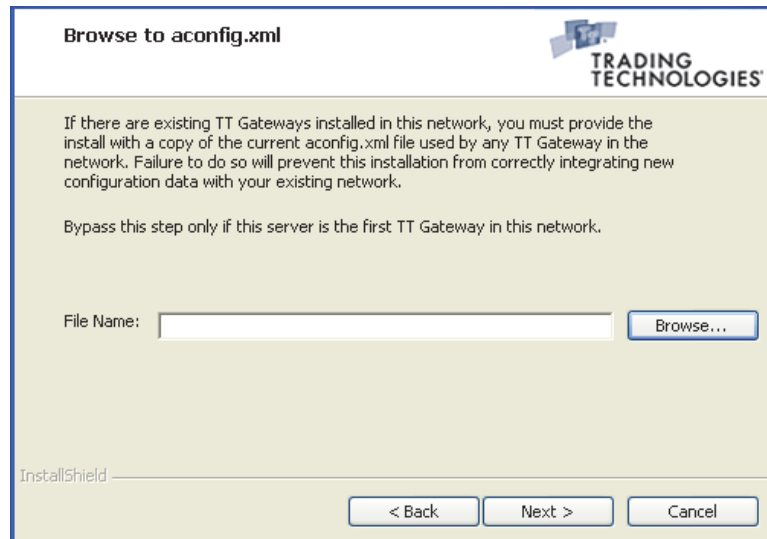 Browse to aconfig.xml
TRADING
TECHNOLOGIES®
If there are existing TT Gateways installed in this network, you must provide the
install with a copy of the current aconfig.xml file used by any TT Gateway in the
network. Failure to do so will prevent this installation from correctly integrating new
configuration data with your existing network.
Bypass this step only if this server is the first TT Gateway in this network.
File Name:
Browse...
InstallShield
< Back
Next >
Cancel